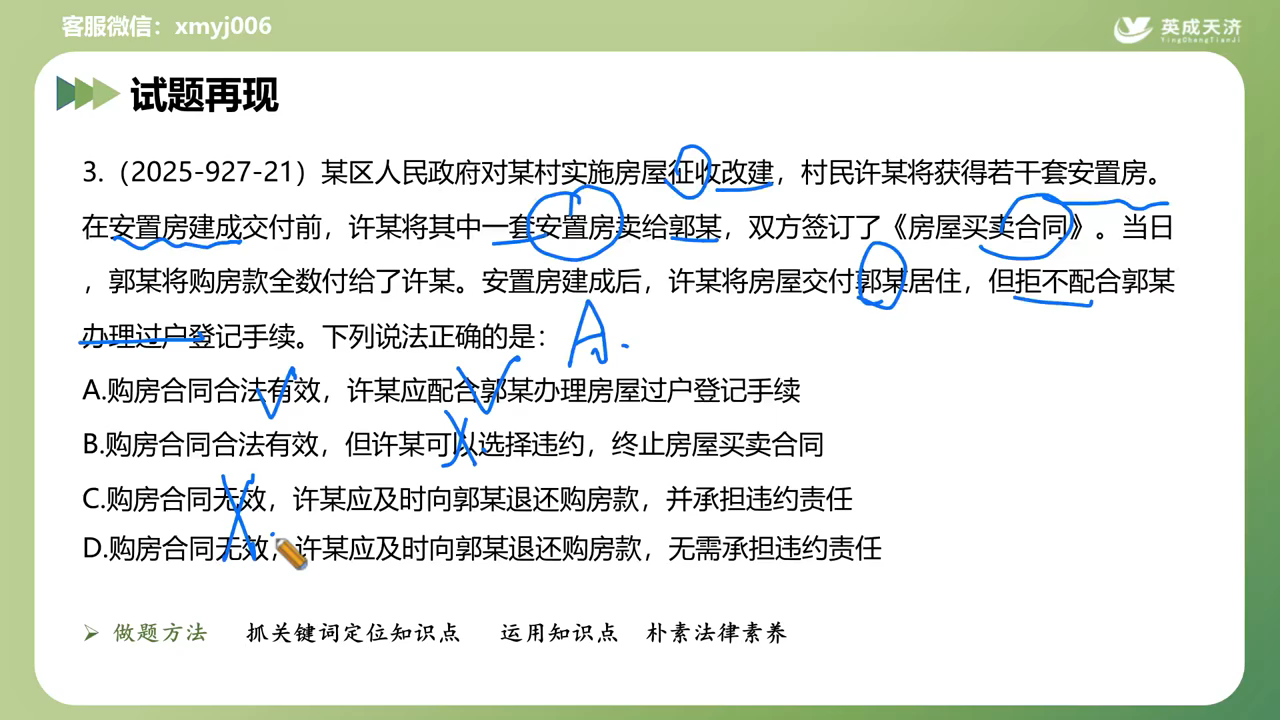 客服微信：xmyj006
英成天济
YingChengTianJi
试题再现
3.（2025-927-21）某区人民政府对某村实施房屋征收改建，村民许某将获得若干套安置房。
在安置房建成交付前，许某将其中一套安置房卖给郭某，双方签订了《房屋买卖合同》。当日
，郭某将购房款全数付给了许某。安置房建成后，许某将房屋交付郭某居住，但拒不配合郭某
办理过户登记手续。下列说法正确的是： A.
A.购房合同合法有效，许某应配合郭某办理房屋过户登记手续
B.购房合同合法有效，但许某可以选择违约，终止房屋买卖合同
C.购房合同无效，许某应及时向郭某退还购房款，并承担违约责任
D.购房合同无效，许某应及时向郭某退还购房款，无需承担违约责任
做题方法 抓关键词定位知识点 运用知识点 朴素法律素养